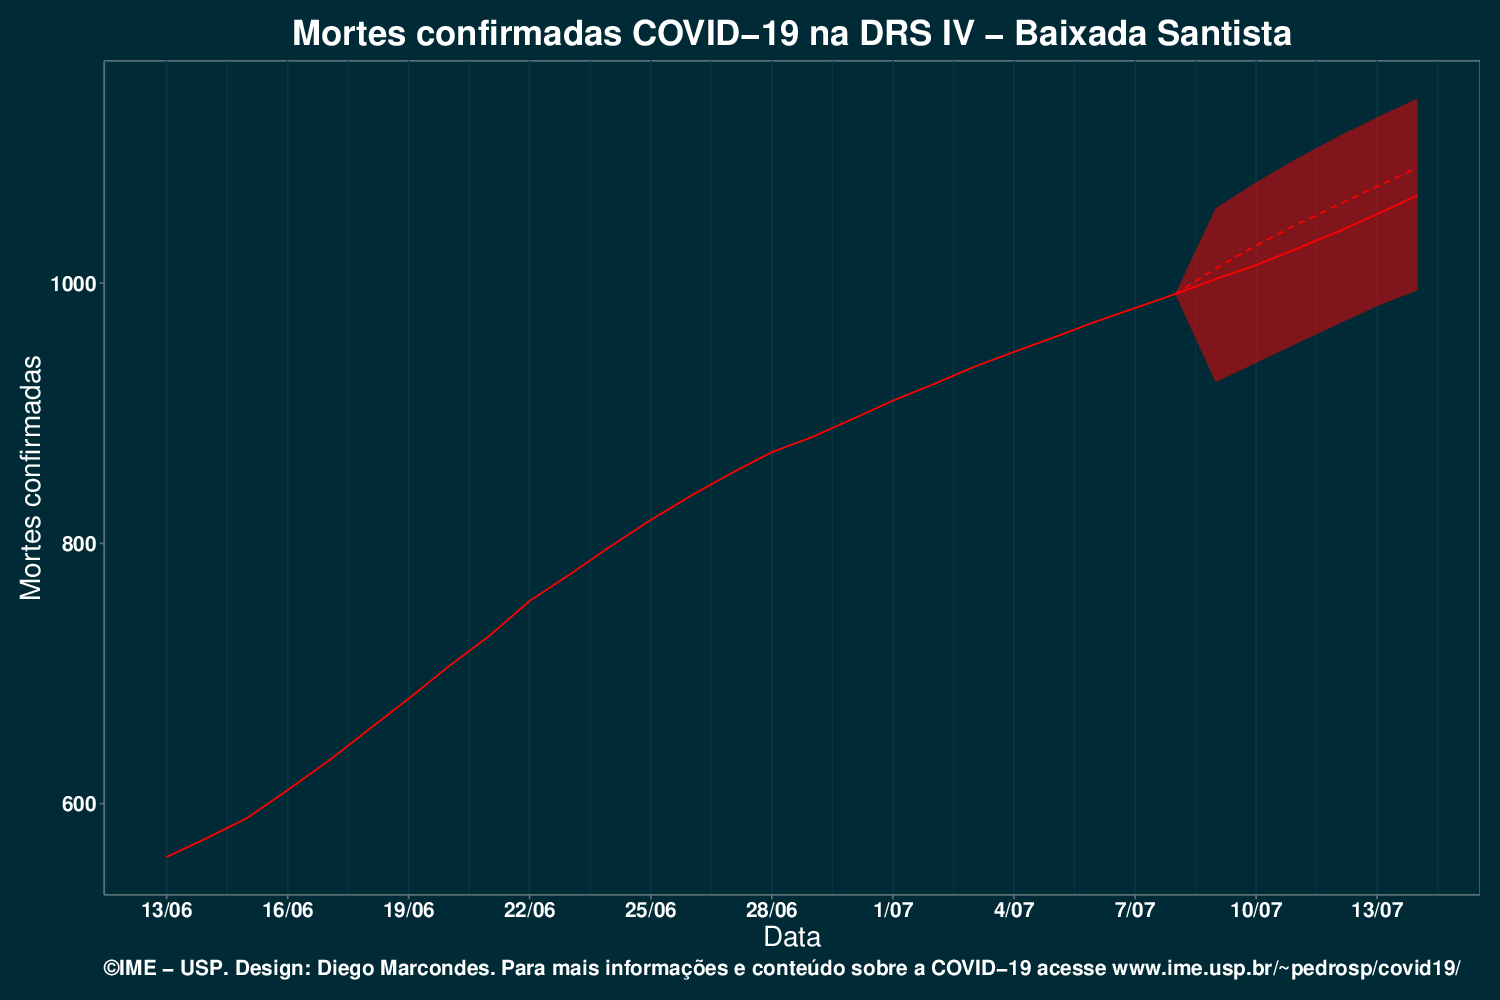 Mortes confirmadas COVID−19 na DRS IV − Baixada Santista
Mortes confirmadas
1000
800
600
13/06 16/06 19/06 22/06 25/06 28/06 1/07 4/07 7/07 10/07 13/07
Data
©IME − USP. Design: Diego Marcondes. Para mais informações e conteúdo sobre a COVID−19 acesse www.ime.usp.br/~pedrosp/covid19/